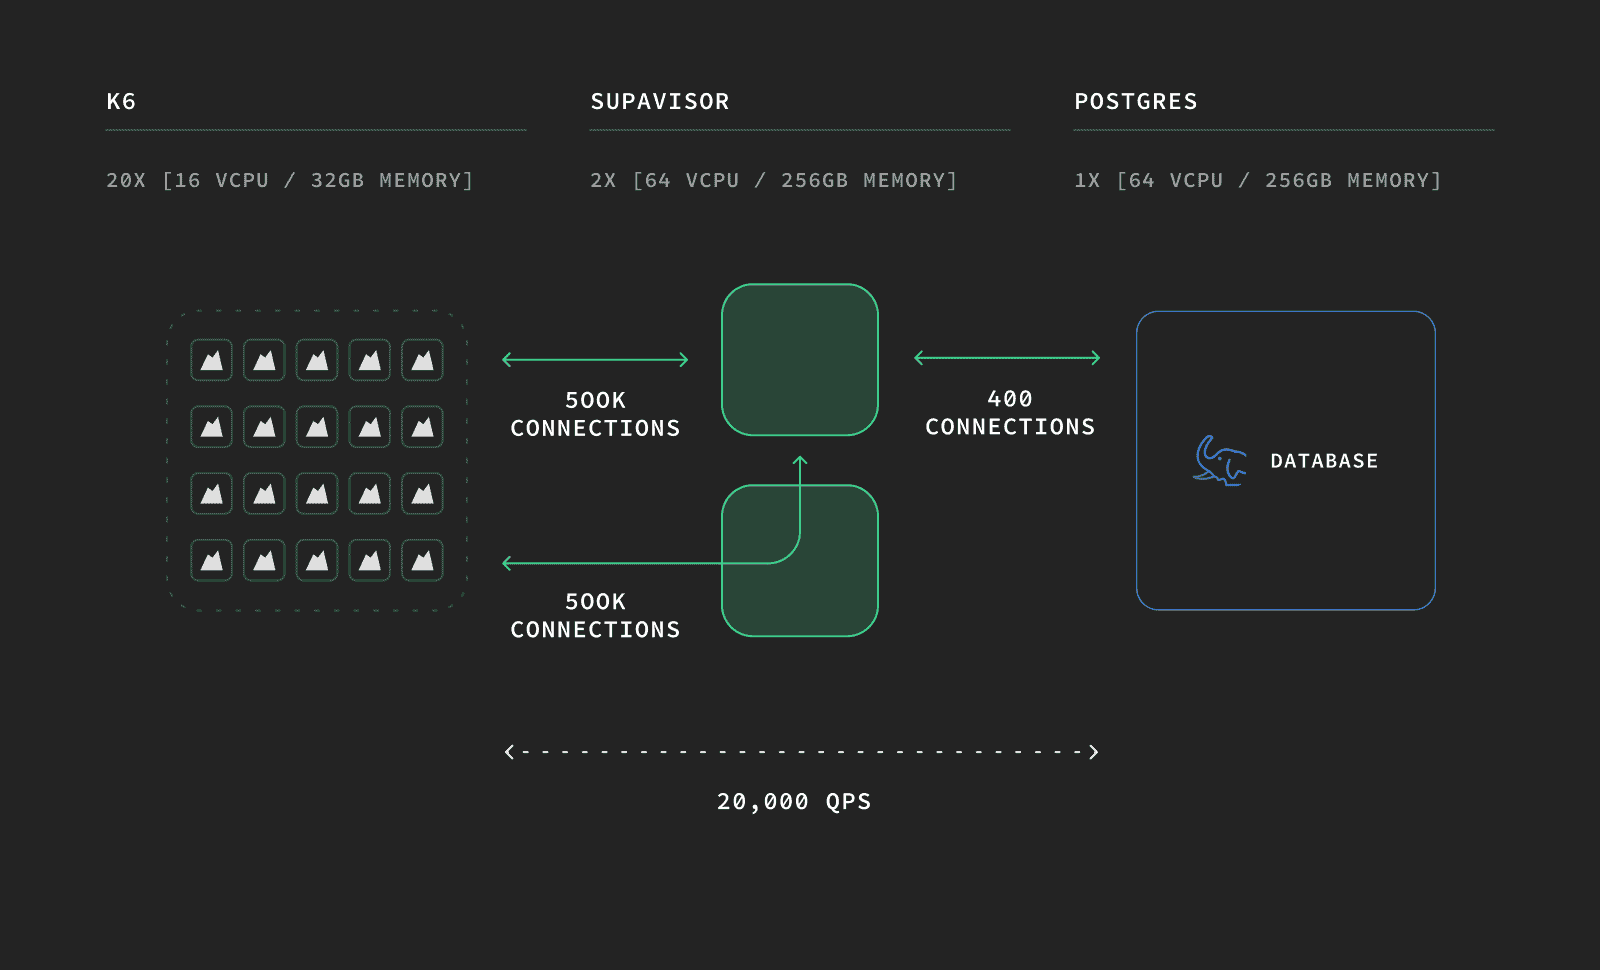 K6
SUPAVISOR
POSTGRES
20X [16 VCPU / 32GB MEMORY]
2X [64 VCPU / 256GB MEMORY]
1X [64 VCPU / 256GB MEMORY]
500K
CONNECTIONS
400
CONNECTIONS
DATABASE
500K
CONNECTIONS
20,000 QPS